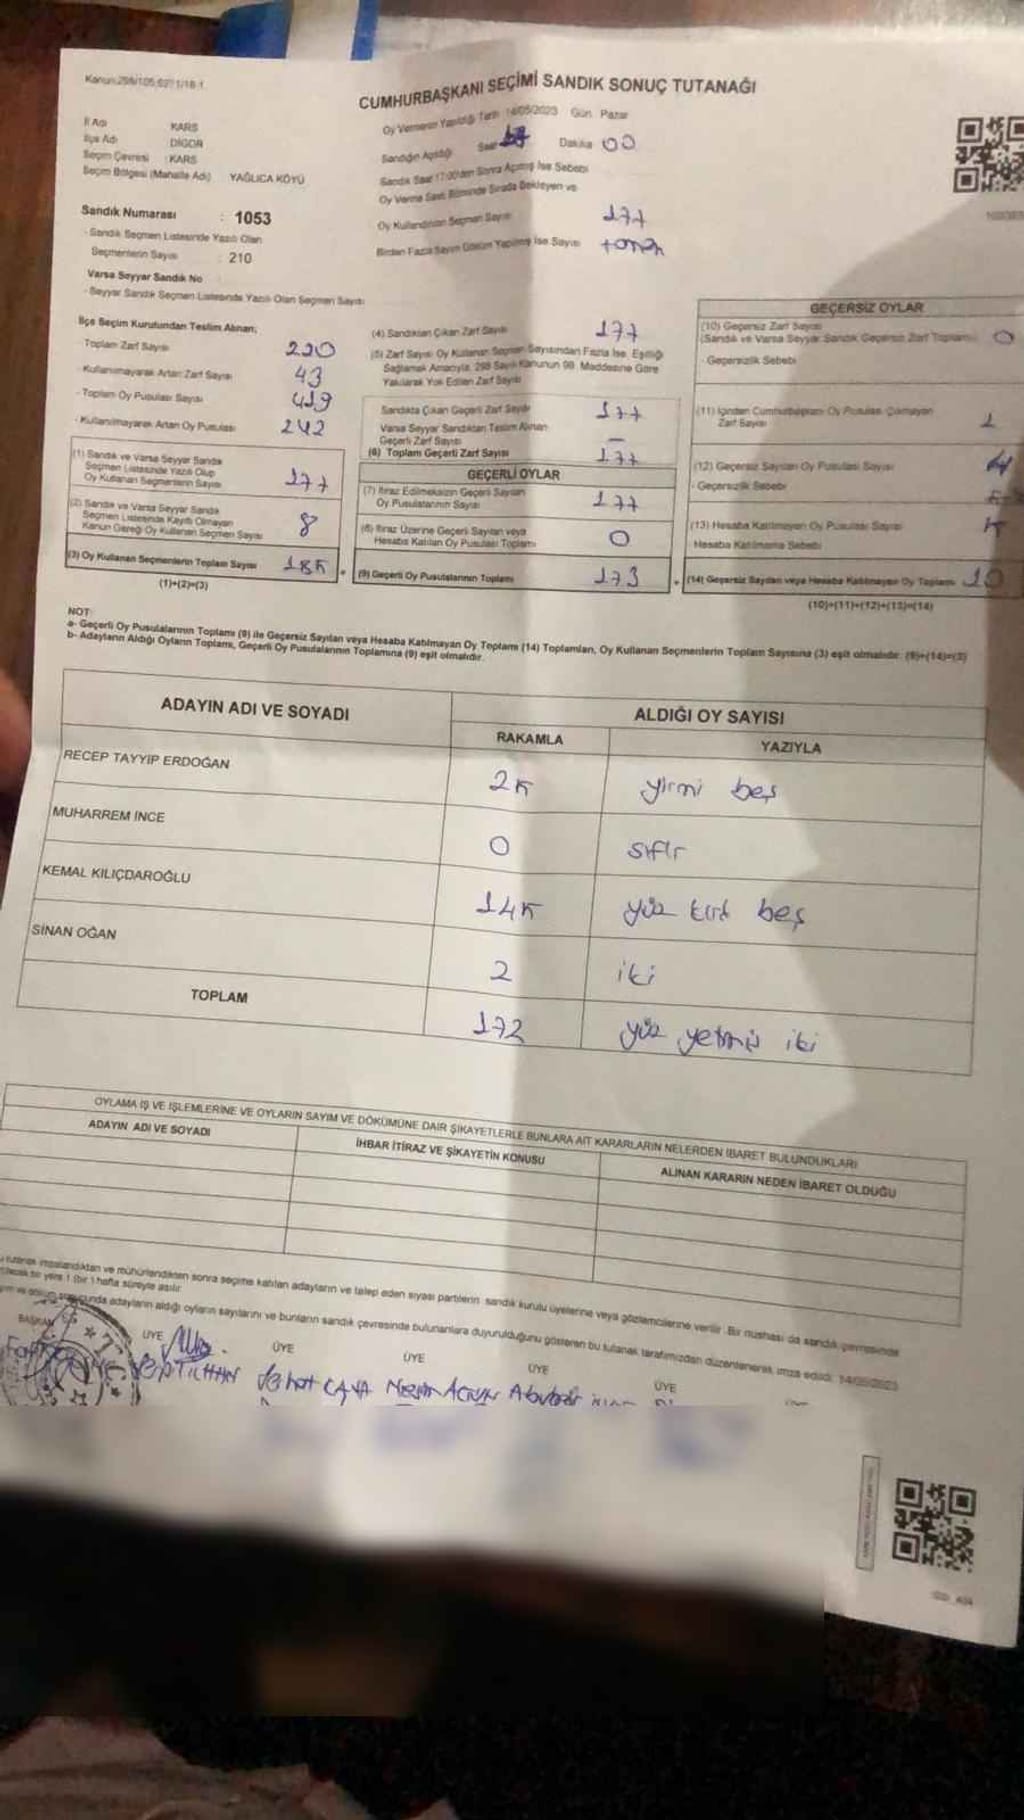 Kanun:298/105,6271/18-1
CUMHURBAŞKANI SEÇİMİ SANDIK SONUÇ TUTANAĞI
İl Adı : KARS
İlçe Adı : DİGOR
Seçim Çevresi : KARS
Seçim Bölgesi (Mahalle Adı) YAĞLICA KÖYÜ
Sandık Numarası : 1053
- Sandık Seçmen Listesinde Yazılı Olan
Seçmenlerin Sayısı : 210
Varsa Seyyar Sandık No
- Seyyar Sandık Seçmen Listesinde Yazılı Olan Seçmen Sayısı
Oy Vermenin Yapıldığı Tarih 14/05/2023 Gün Pazar
Sandığın Açıldığı Saat Dakika 00
Sandık Saat 17:00'den Sonra Açılmış İse Sebebi
Oy Verme Saati Bitiminde Sırada Bekleyen ve
Oy Kullandırılan Seçmen Sayısı 177
Birden Fazla Sayım Döküm Yapılmış İse Sayısı
İlçe Seçim Kurulundan Teslim Alınan;
Toplam Zarf Sayısı 220
- Kullanılmayarak Artan Zarf Sayısı 43
- Toplam Oy Pusulası Sayısı 419
- Kullanılmayarak Artan Oy Pusulası 242
(1) Sandık ve Varsa Seyyar Sandık
Seçmen Listesinde Yazılı Olup
Oy Kullanan Seçmenlerin Sayısı 177
(2) Sandık ve Varsa Seyyar Sandık
Seçmen Listesinde Kayıtlı Olmayan
Kanun Gereği Oy Kullanan Seçmen Sayısı 8
(3) Oy Kullanan Seçmenlerin Toplam Sayısı 185
(1)+(2)=(3)
(4) Sandıktan Çıkan Zarf Sayısı 177
(5) Zarf Sayısı Oy Kullanan Seçmen Sayısından Fazla İse, Eşitliği
Sağlamak Amacıyla, 298 Sayılı Kanunun 98. Maddesine Göre
Yakılarak Yok Edilen Zarf Sayısı
Sandıkta Çıkan Geçerli Zarf Sayısı 177
Varsa Seyyar Sandıktan Teslim Alınan
Geçerli Zarf Sayısı –
(6) Toplam Geçerli Zarf Sayısı 177
GEÇERLİ OYLAR
(7) İtiraz Edilmeksizin Geçerli Sayılan
Oy Pusulalarının Sayısı 177
(8) İtiraz Üzerine Geçerli Sayılan veya
Hesaba Katılan Oy Pusulası Toplamı 0
(9) Geçerli Oy Pusulalarının Toplamı 173
GEÇERSİZ OYLAR
(10) Geçersiz Zarf Sayısı
(Sandık ve Varsa Seyyar Sandık Geçersiz Zarf Toplamı) 0
- Geçersizlik Sebebi
(11) İçinden Cumhurbaşkanı Oy Pusulası Çıkmayan
Zarf Sayısı 1
(12) Geçersiz Sayılan Oy Pusulası Sayısı 4
- Geçersizlik Sebebi
(13) Hesaba Katılmayan Oy Pusulası Sayısı 5
Hesaba Katılmama Sebebi
(14) Geçersiz Sayılan veya Hesaba Katılmayan Oy Toplamı 10
(10)+(11)+(12)+(13)=(14)
NOT:
a- Geçerli Oy Pusulalarının Toplamı (9) ile Geçersiz Sayılan veya Hesaba Katılmayan Oy Toplamı (14) Toplamları, Oy Kullanan Seçmenlerin Toplam Sayısına (3) eşit olmalıdır. (9)+(14)=(3)
b- Adayların Aldığı Oyların Toplamı, Geçerli Oy Pusulalarının Toplamına (9) eşit olmalıdır.
ADAYIN ADI VE SOYADI ALDIĞI OY SAYISI
RAKAMLA YAZIYLA
RECEP TAYYİP ERDOĞAN 25 yirmi beş
MUHARREM İNCE 0 sıfır
KEMAL KILIÇDAROĞLU 145 yüz kırk beş
SİNAN OĞAN 2 iki
TOPLAM 172 yüz yetmiş iki
OYLAMA İŞ VE İŞLEMLERİNE VE OYLARIN SAYIM VE DÖKÜMÜNE DAİR ŞİKAYETLERLE BUNLARA AİT KARARLARIN NELERDEN İBARET BULUNDUKLARI
ADAYIN ADI VE SOYADI İHBAR İTİRAZ VE ŞİKAYETİN KONUSU ALINAN KARARIN NEDEN İBARET OLDUĞU
tutanak imzalandıktan ve mühürlendikten sonra seçime katılan adayların ve talep eden siyasi partilerin sandık kurulu üyelerine veya gözlemcilerine verilir. Bir nüshası da sandık çevresinde
bir yere 1 (bir) hafta süreyle asılır.
adayların aldığı oyların sayılarını ve bunların sandık çevresinde bulunanlara duyurulduğunu gösteren bu tutanak tarafımızdan düzenlenerek imza edildi. 14/05/2023
BAŞKAN ÜYE ÜYE ÜYE ÜYE ÜYE
CAYA